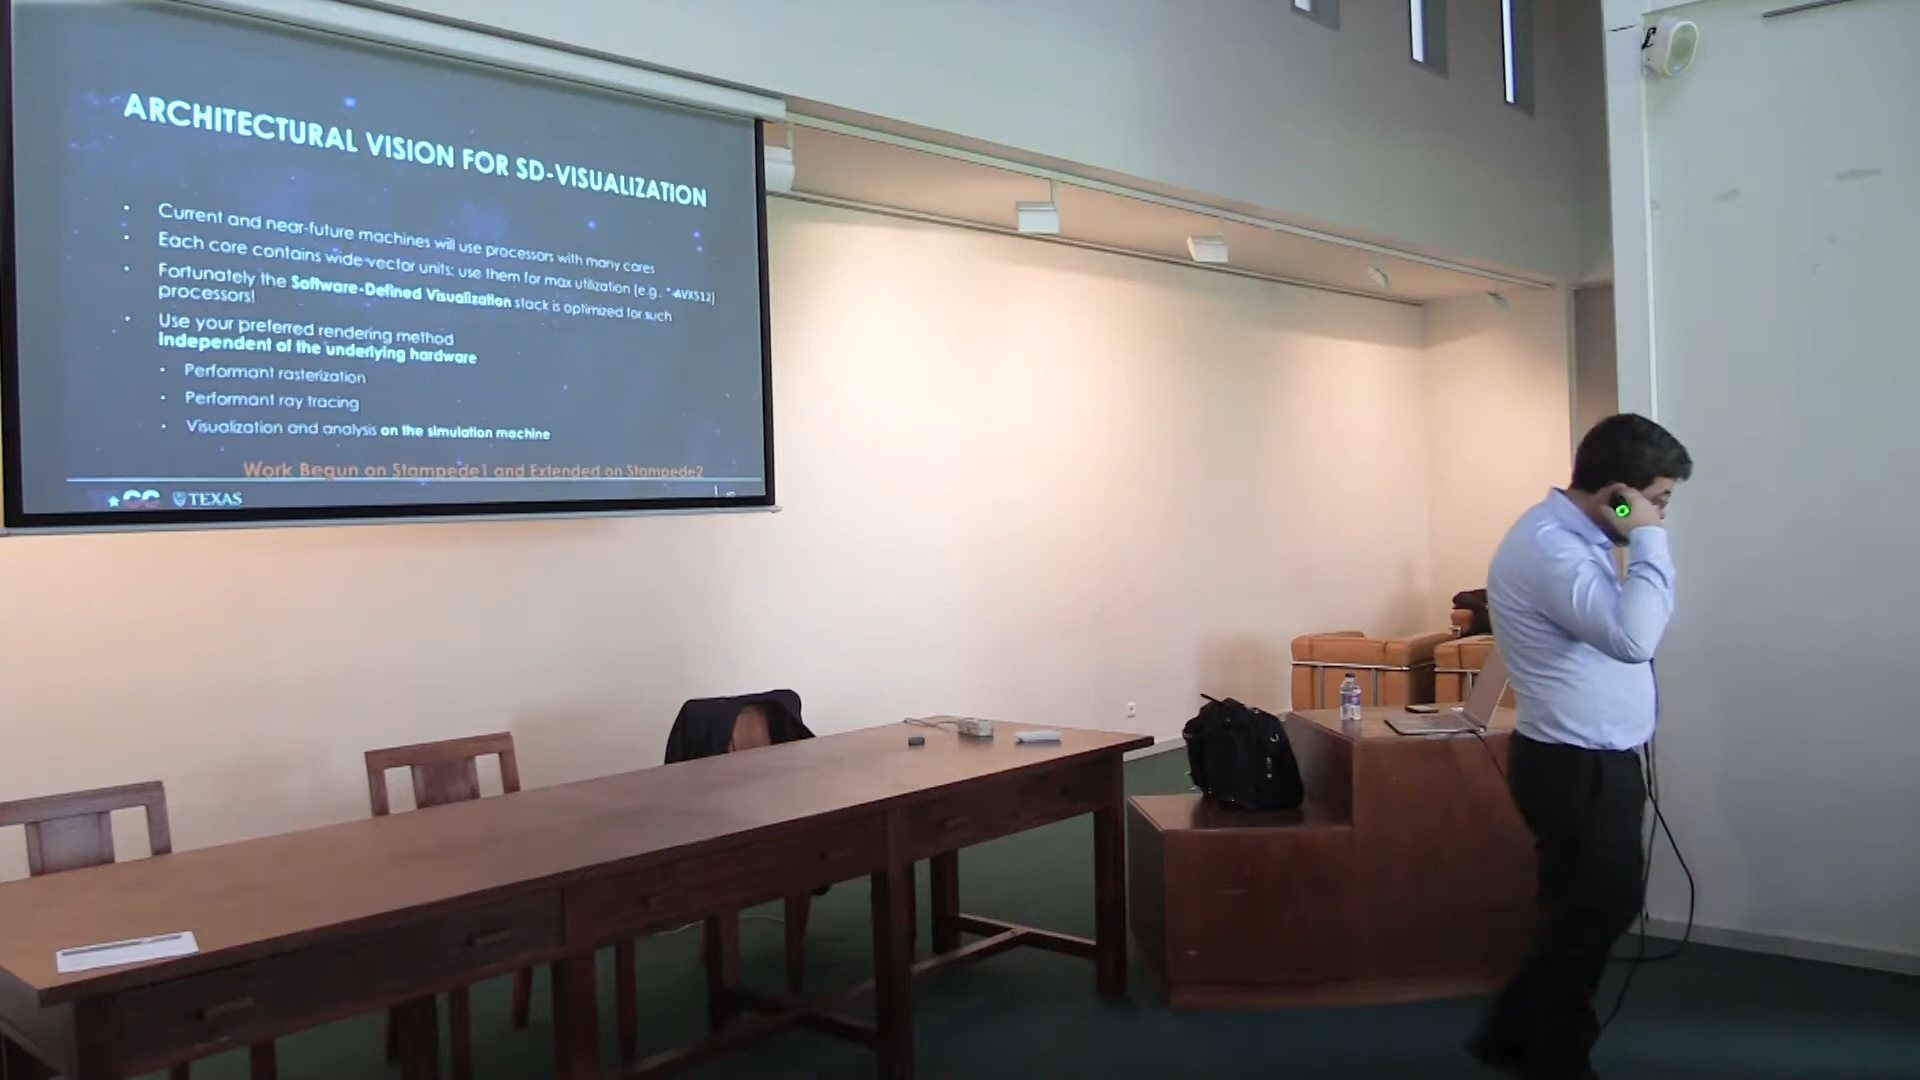 ARCHITECTURAL VISION FOR SD-VISUALIZATION
• Current and near-future machines will use processors with many cores
• Each core contains wide vector units: use them for max utilization (e.g. "-AVX512)
• Fortunately the Software-Defined Visualization stack is optimized for such
processors!
• Use your preferred rendering method
independent of the underlying hardware
• Performant rasterization
• Performant ray tracing
• Visualization and analysis on the simulation machine
Work Begun on Stampede1 and Extended on Stampede2
TEXAS